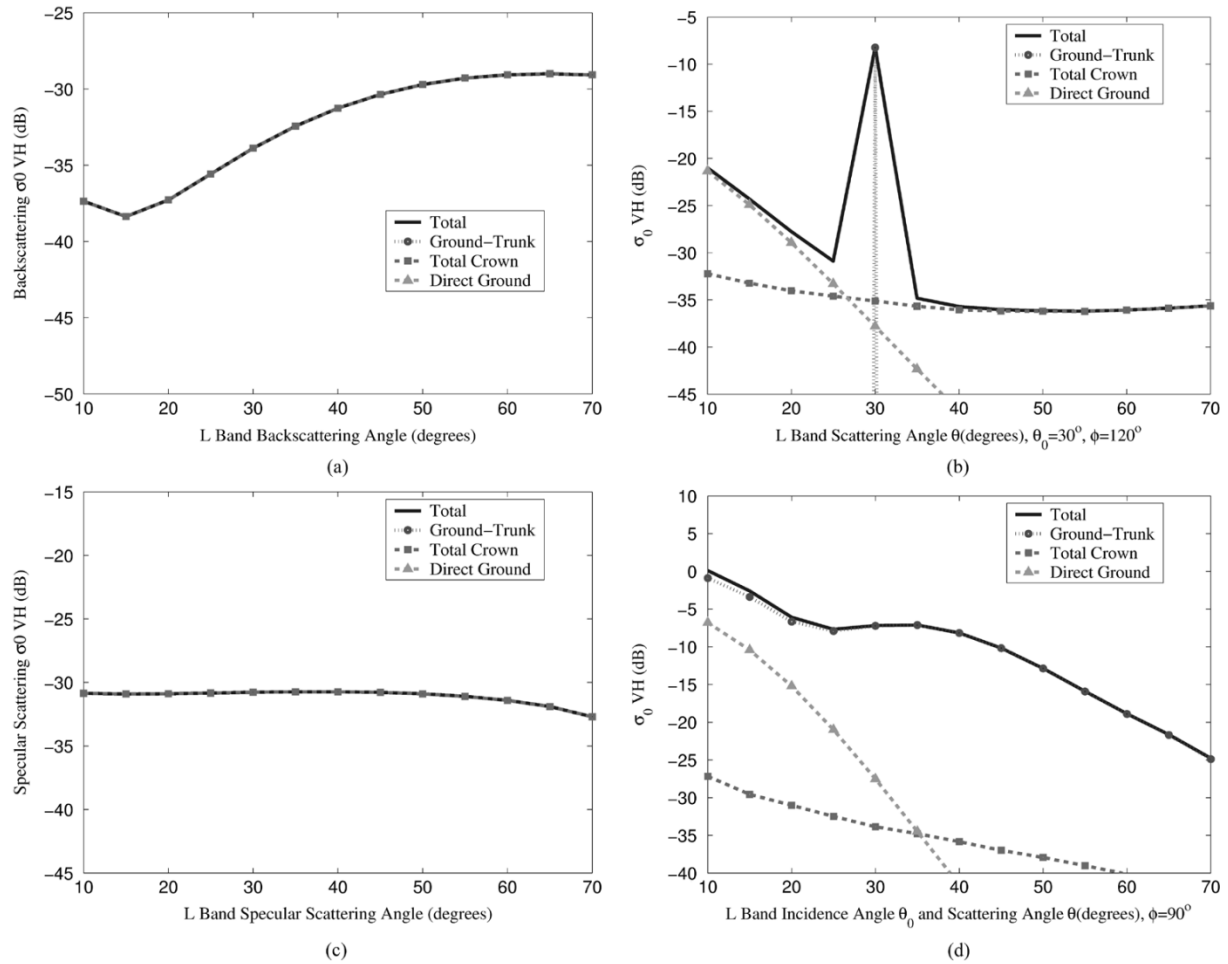 Backscattering σ0 VH (dB)
-25
-30
-35
-40
-45
-50
Total
Ground-Trunk
Total Crown
Direct Ground
10 20 30 40 50 60 70
L Band Backscattering Angle (degrees)
(a)
σ₀ VH (dB)
-5
-10
-15
-20
-25
-30
-35
-40
-45
Total
Ground-Trunk
Total Crown
Direct Ground
10 20 30 40 50 60 70
L Band Scattering Angle θ(degrees), θ₀=30°, ϕ=120°
(b)
Specular Scattering σ0 VH (dB)
-15
-20
-25
-30
-35
-40
-45
Total
Ground-Trunk
Total Crown
Direct Ground
10 20 30 40 50 60 70
L Band Specular Scattering Angle (degrees)
(c)
σ₀ VH (dB)
10
5
0
-5
-10
-15
-20
-25
-30
-35
-40
Total
Ground-Trunk
Total Crown
Direct Ground
10 20 30 40 50 60 70
L Band Incidence Angle θ₀ and Scattering Angle θ(degrees), ϕ=90°
(d)